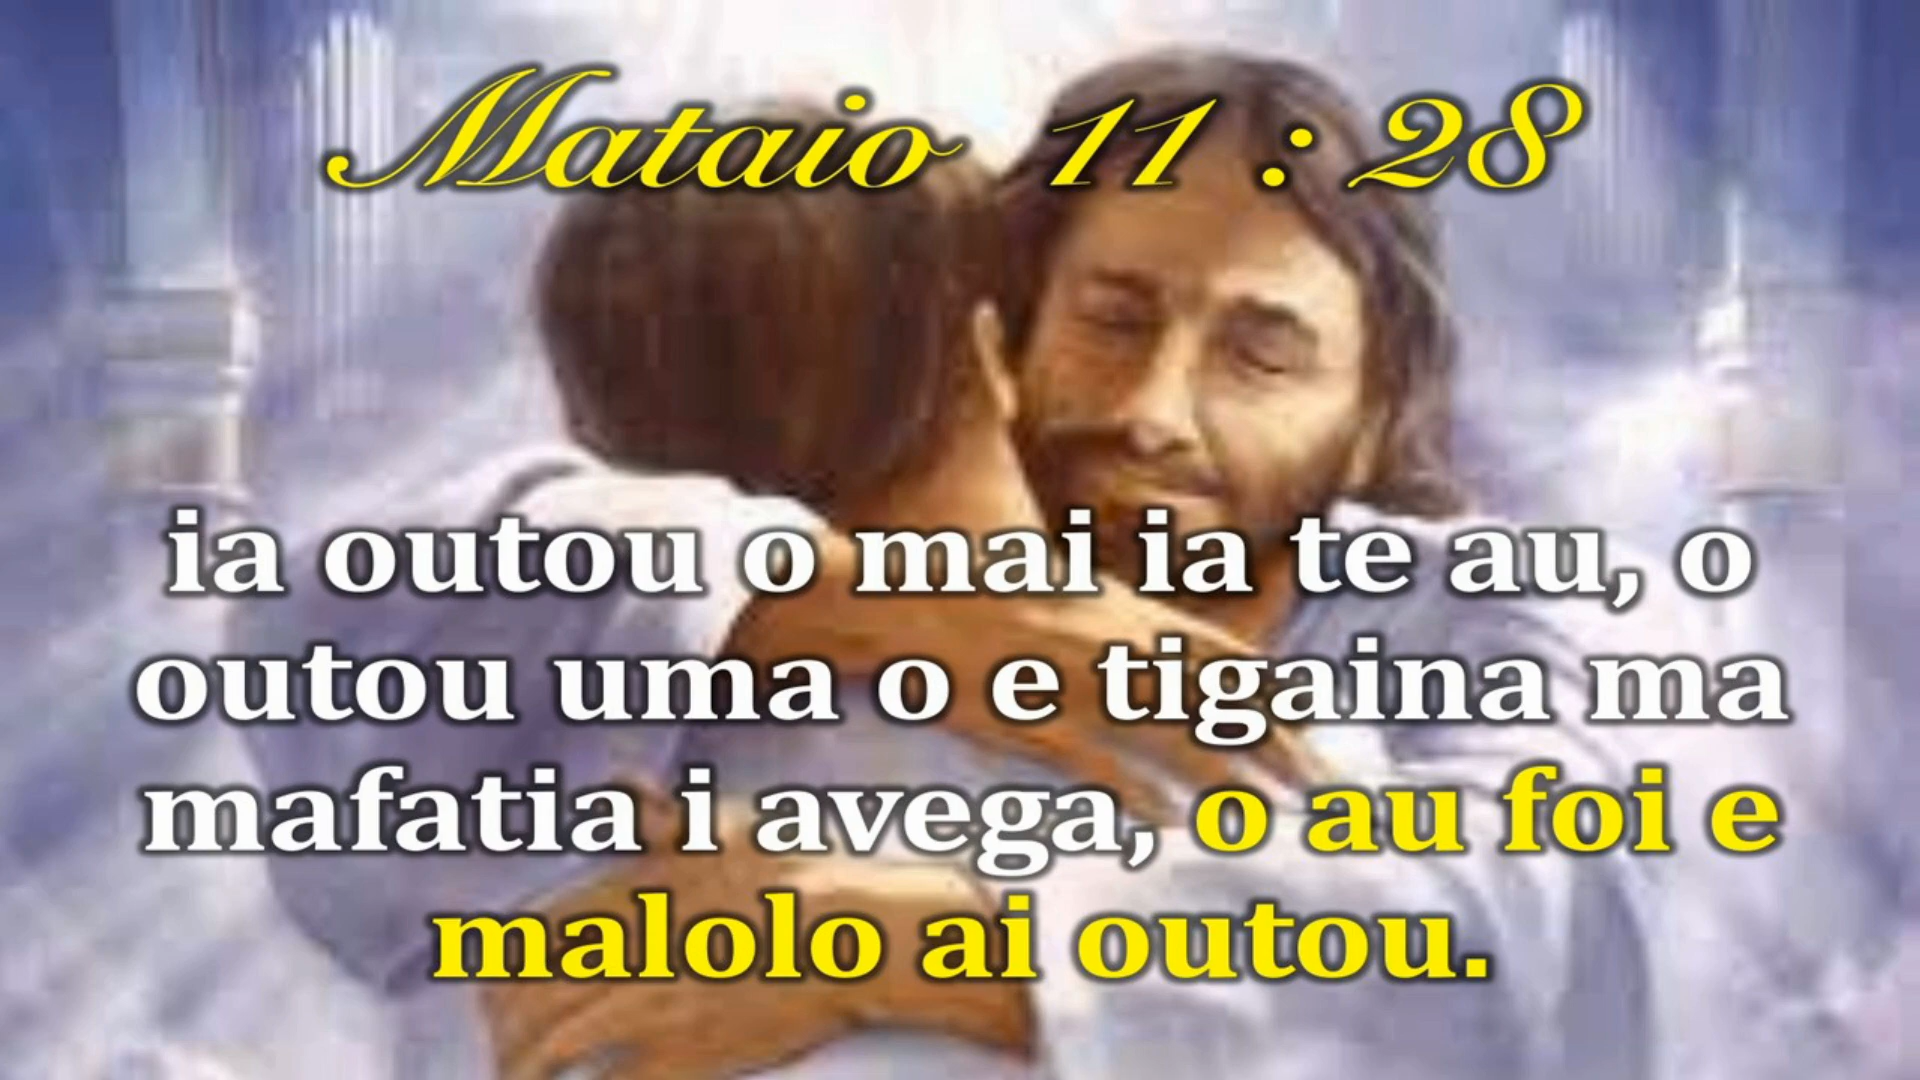 Mataio 11 : 28
ia outou o mai ia te au, o
outou uma o e tigaina ma
mafatia i avega, o au foi e
malolo ai outou.